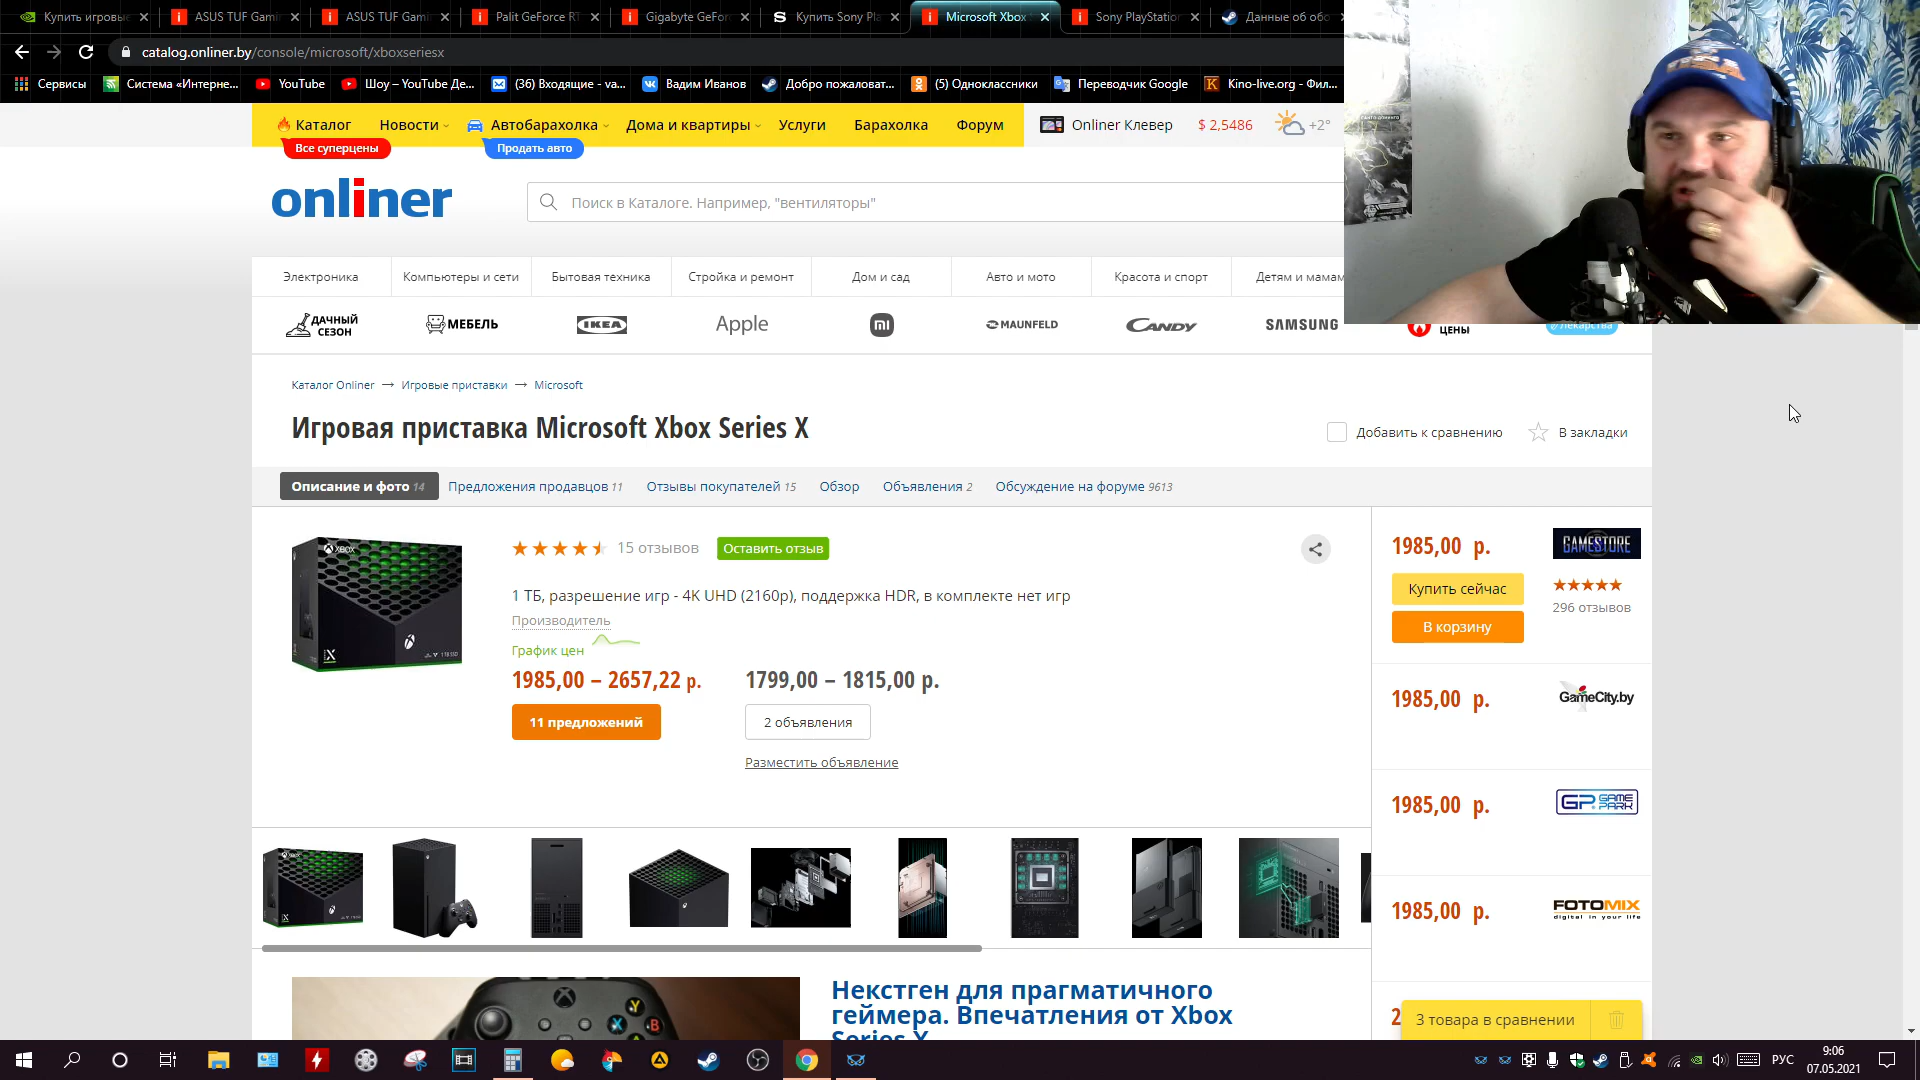 Купить игровые
ASUS TUF Gami
ASUS TUF Gami
Palit GeForce RT
Gigabyte GeFor
Купить Sony Pla
Microsoft Xbox
Sony PlayStation
Данные об обо
catalog.onliner.by/console/microsoft/xboxseriesx
Сервисы
Система «Интерне...
YouTube
Шоу – YouTube Де...
(36) Входящие - va...
Вадим Иванов
Добро пожаловат...
(5) Одноклассники
Переводчик Google
Kino-live.org - Фил...
Каталог
Новости
Автобарахолка
Дома и квартиры
Услуги
Барахолка
Форум
Onliner Клевер
$ 2,5486
+2°
Все суперцены
Продать авто
onliner
Поиск в Каталоге. Например, "вентиляторы"
Электроника
Компьютеры и сети
Бытовая техника
Стройка и ремонт
Дом и сад
Авто и мото
Красота и спорт
Детям и мамам
ДАЧНЫЙ СЕЗОН
МЕБЕЛЬ
IKEA
Apple
mi
MAUNFELD
CANDY
SAMSUNG
ЦЕНЫ
Лекарства
Каталог Onliner → Игровые приставки → Microsoft
Игровая приставка Microsoft Xbox Series X
Добавить к сравнению
В закладки
Описание и фото 14
Предложения продавцов 11
Отзывы покупателей 15
Обзор
Объявления 2
Обсуждение на форуме 9613
XBOX
15 отзывов
Оставить отзыв
1 ТБ, разрешение игр - 4K UHD (2160p), поддержка HDR, в комплекте нет игр
Производитель
График цен
1985,00 – 2657,22 р.
1799,00 – 1815,00 р.
11 предложений
2 объявления
Разместить объявление
1985,00 р.
GAMESTORE
Купить сейчас
296 отзывов
В корзину
1985,00 р.
GameCity.by
1985,00 р.
GP. GAME PARK
1985,00 р.
FOTOMIX
digital in your life
Некстген для прагматичного
геймера. Впечатления от Xbox
Series X
2
3 товара в сравнении
РУС
9:06
07.05.2021